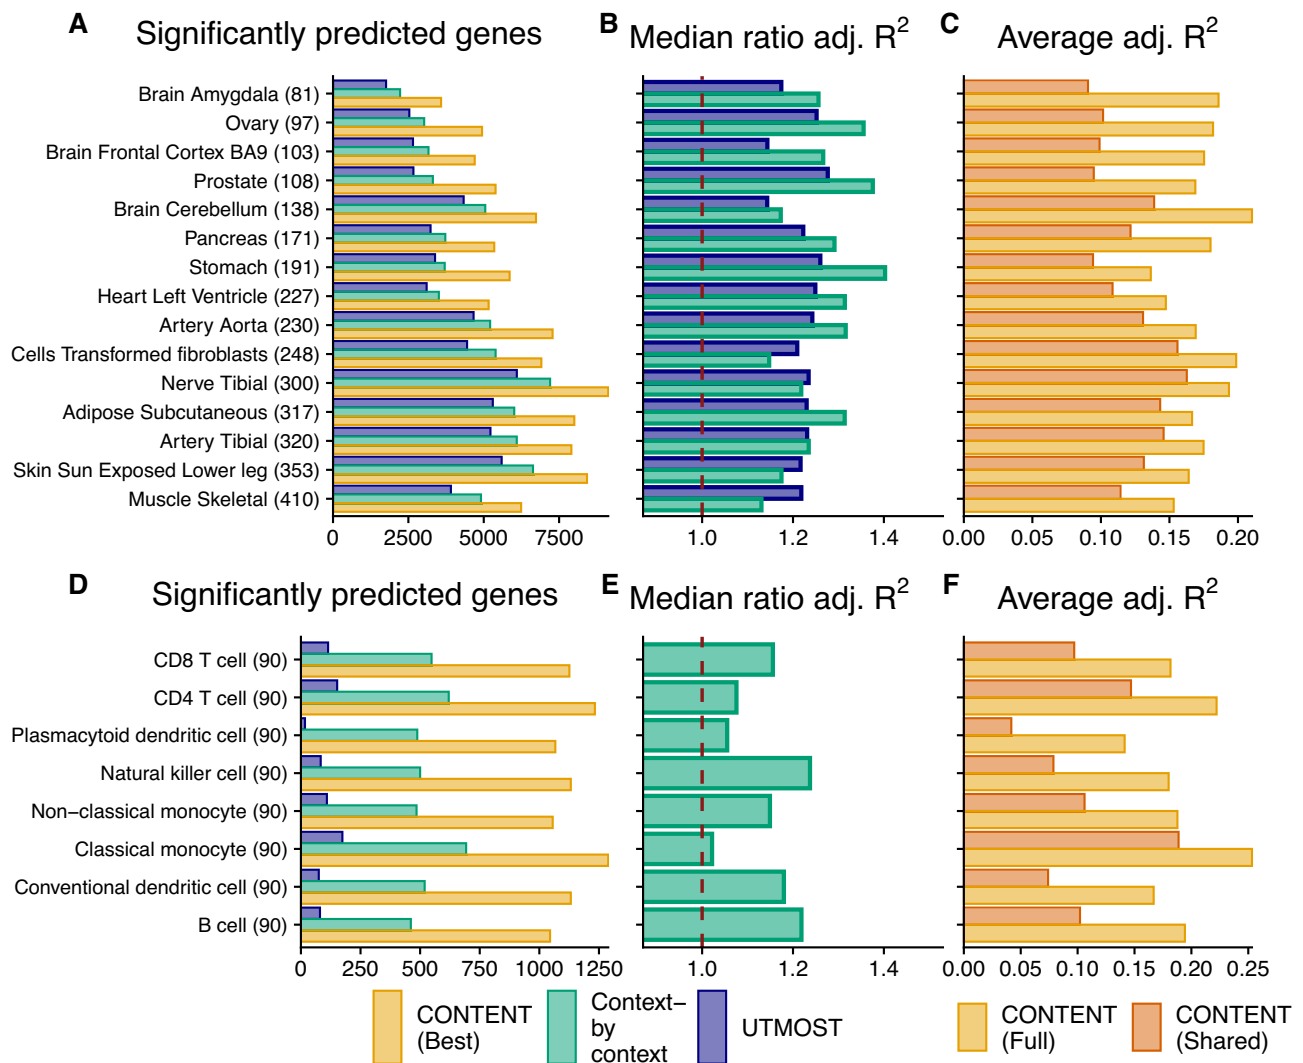 A Significantly predicted genes
B Median ratio adj. R²
C Average adj. R²
Brain Amygdala (81)
Ovary (97)
Brain Frontal Cortex BA9 (103)
Prostate (108)
Brain Cerebellum (138)
Pancreas (171)
Stomach (191)
Heart Left Ventricle (227)
Artery Aorta (230)
Cells Transformed fibroblasts (248)
Nerve Tibial (300)
Adipose Subcutaneous (317)
Artery Tibial (320)
Skin Sun Exposed Lower leg (353)
Muscle Skeletal (410)
0 2500 5000 7500
1.0 1.2 1.4
0.00 0.05 0.10 0.15 0.20
D Significantly predicted genes
E Median ratio adj. R²
F Average adj. R²
CD8 T cell (90)
CD4 T cell (90)
Plasmacytoid dendritic cell (90)
Natural killer cell (90)
Non−classical monocyte (90)
Classical monocyte (90)
Conventional dendritic cell (90)
B cell (90)
0 250 500 750 1000 1250
1.0 1.2 1.4
0.00 0.05 0.10 0.15 0.20 0.25
CONTENT
(Best)
Context−
by
context
UTMOST
CONTENT
(Full)
CONTENT
(Shared)